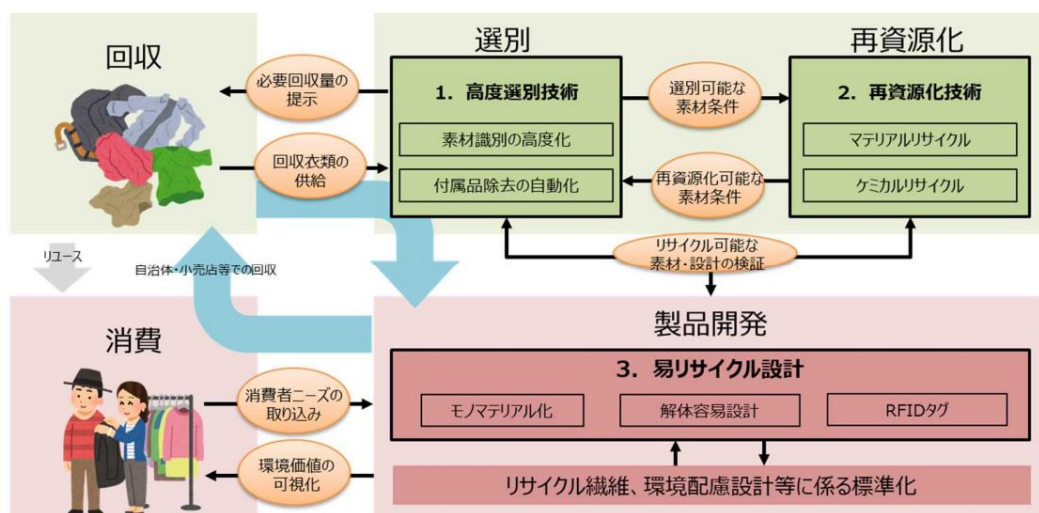 回収
選別
再資源化
必要回収量の
提示
回収衣類の
供給
1. 高度選別技術
素材識別の高度化
付属品除去の自動化
選別可能な
素材条件
再資源化可能な
素材条件
2. 再資源化技術
マテリアルリサイクル
ケミカルリサイクル
リサイクル可能な
素材・設計の検証
リユース
自治体・小売店等での回収
消費
消費者ニーズの
取り込み
環境価値の
可視化
製品開発
3. 易リサイクル設計
モノマテリアル化
解体容易設計
RFIDタグ
リサイクル繊維、環境配慮設計等に係る標準化